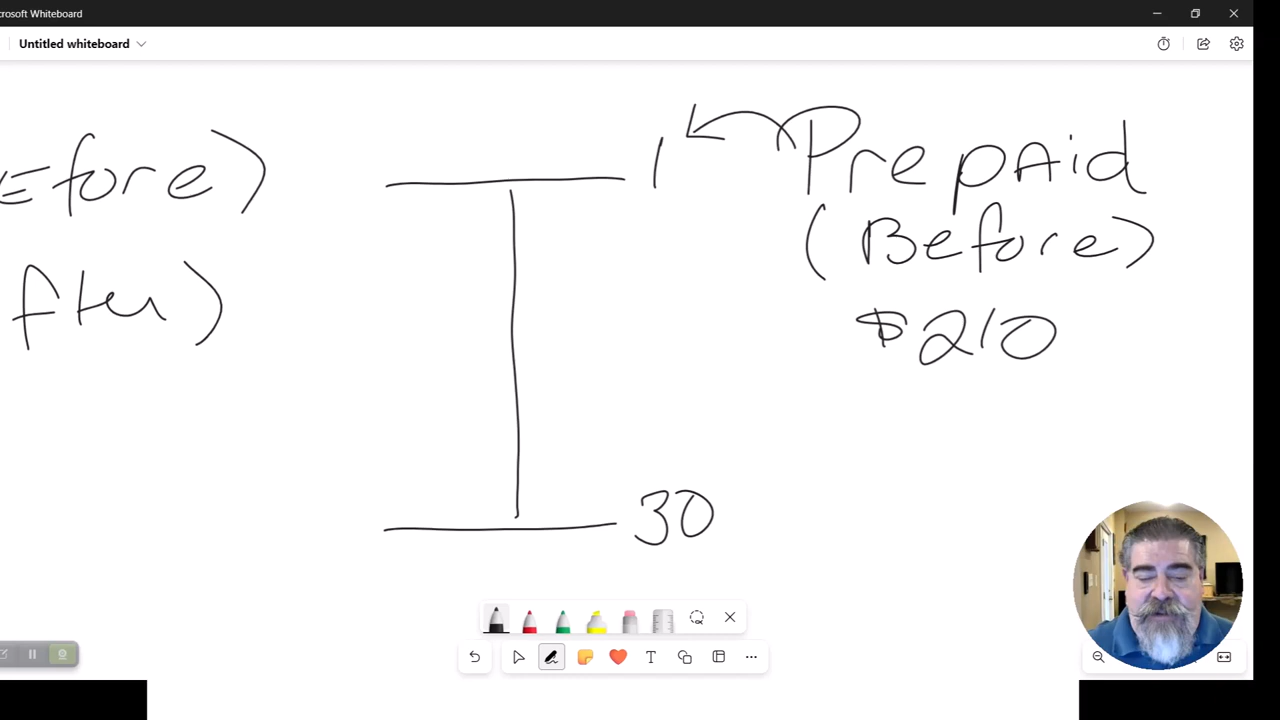 crosoft Whiteboard
Untitled whiteboard
efore)
fter)
1
Prepaid
(Before)
$210
30
T